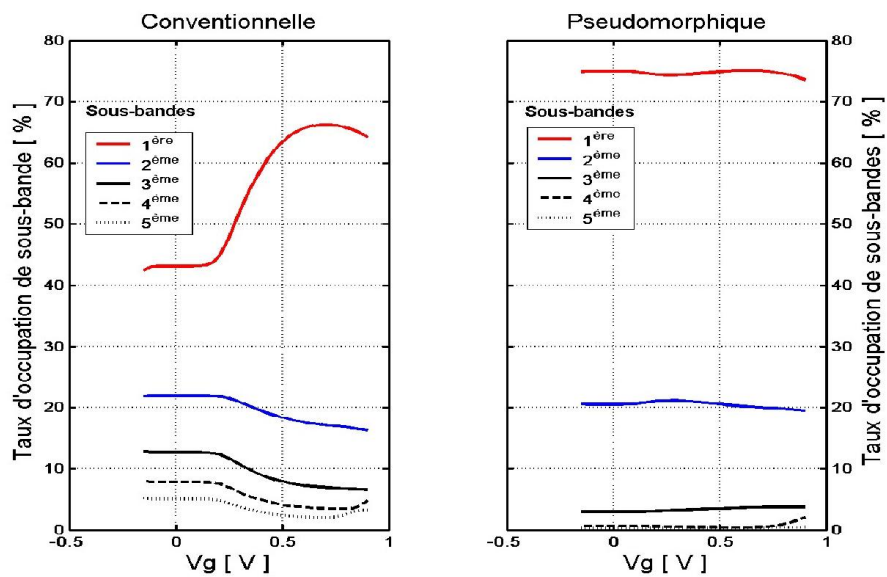 Conventionnelle
Taux d'occupation de sous-bande [ % ]
80
70
60
50
40
30
20
10
0
Sous-bandes
1ère
2ème
3ème
4ème
5ème
-0.5
0
0.5
1
Vg [ V ]
Pseudomorphique
Sous-bandes
1ère
2ème
3ème
4ème
5ème
80
70
60
50
40
30
20
10
0
Taux d'occupation de sous-bandes [ % ]
-0.5
0
0.5
1
Vg [ V ]